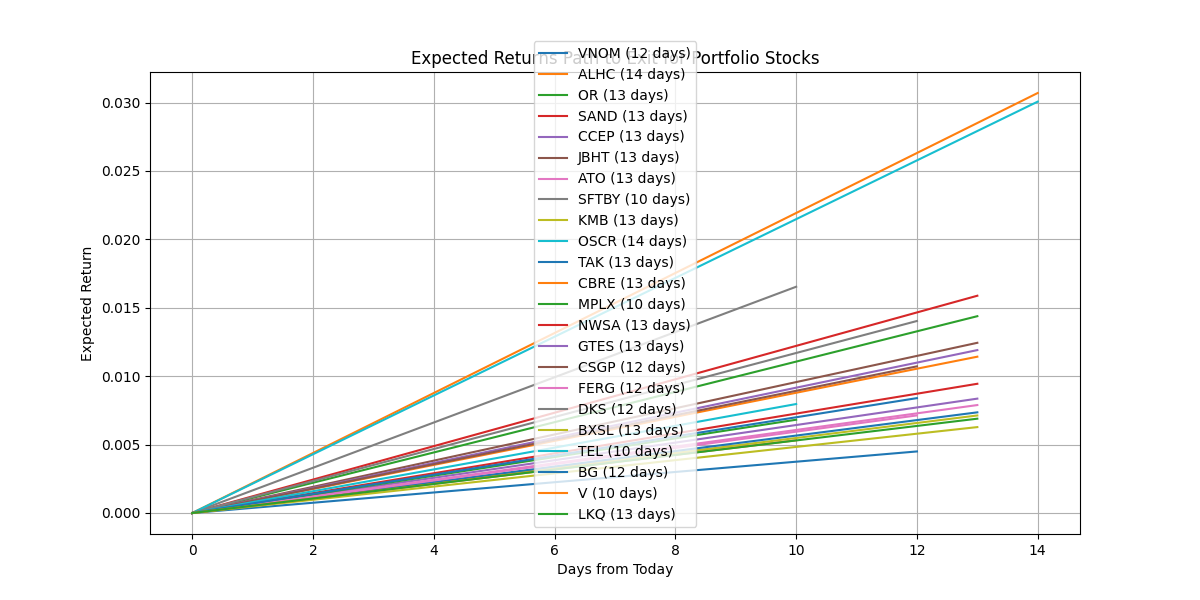 Expected Returns Path to Exit for Portfolio Stocks
VNOM (12 days)
ALHC (14 days)
OR (13 days)
SAND (13 days)
CCEP (13 days)
JBHT (13 days)
ATO (13 days)
SFTBY (10 days)
KMB (13 days)
OSCR (14 days)
TAK (13 days)
CBRE (13 days)
MPLX (10 days)
NWSA (13 days)
GTES (13 days)
CSGP (12 days)
FERG (12 days)
DKS (12 days)
BXSL (13 days)
TEL (10 days)
BG (12 days)
V (10 days)
LKQ (13 days)
Expected Return
0.030
0.025
0.020
0.015
0.010
0.005
0.000
0 2 4 6 8 10 12 14
Days from Today